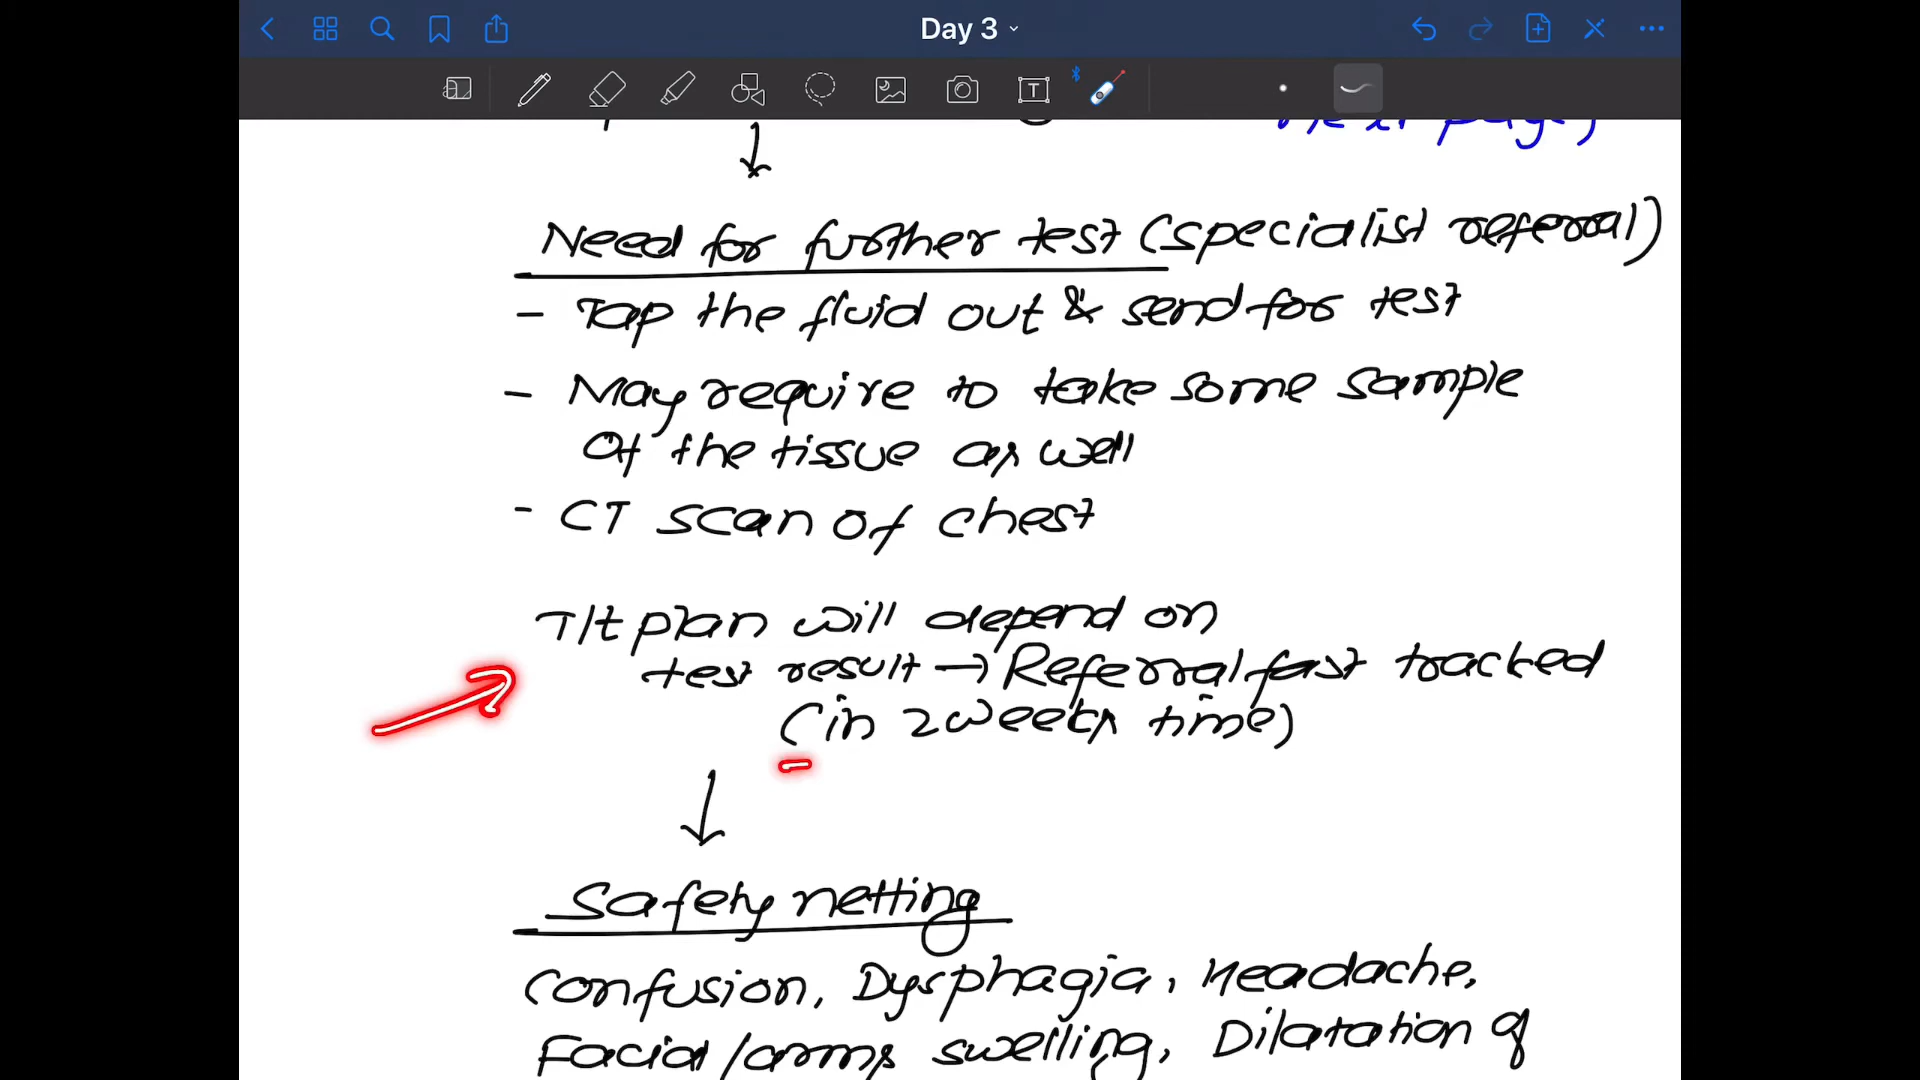 Day 3
T
Need for further test (specialist referral)
- Tap the fluid out & send for test
- May require to take some sample
Of the tissue as well
- CT scan of chest
T/t plan will depend on
test result → Referral fast tracked
(in 2 weeks time)
Safety netting
Confusion, Dysphagia, Headache,
Facial/arms swelling, Dilatation of